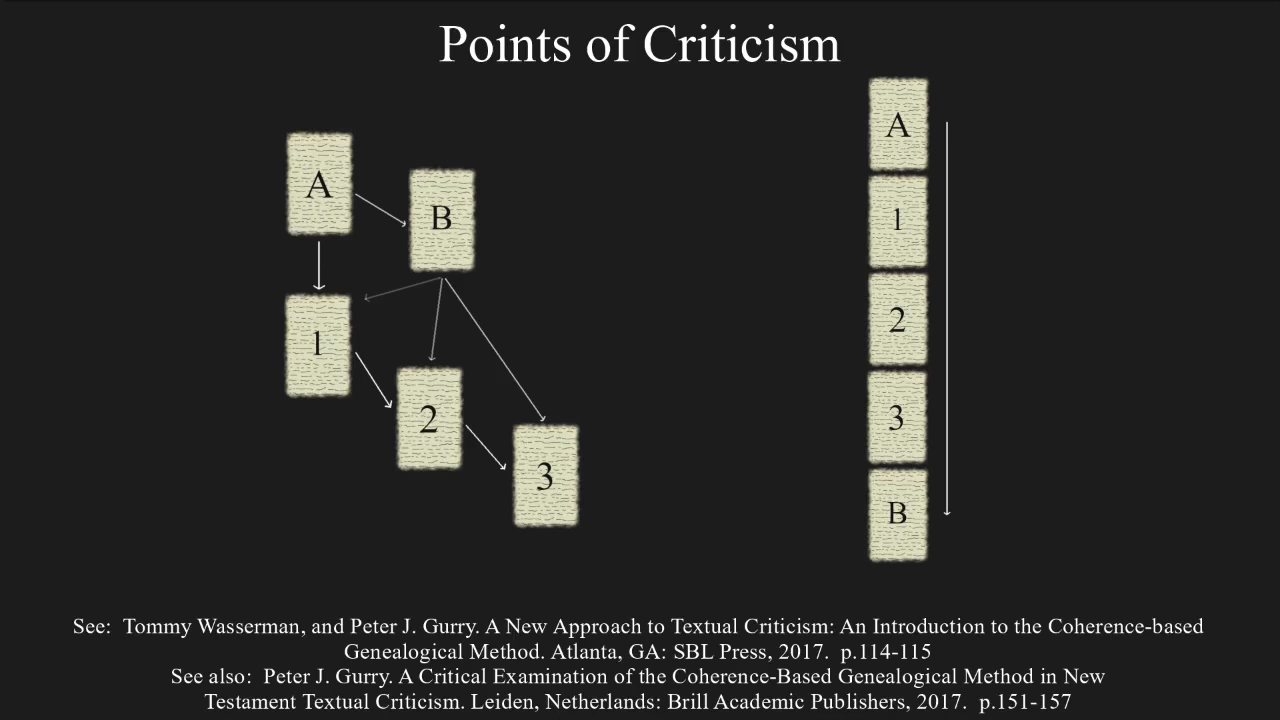 Points of Criticism
A
B
1
2
3
A
1
2
3
B
See:  Tommy Wasserman, and Peter J. Gurry. A New Approach to Textual Criticism: An Introduction to the Coherence-based
Genealogical Method. Atlanta, GA: SBL Press, 2017.  p.114-115
See also:  Peter J. Gurry. A Critical Examination of the Coherence-Based Genealogical Method in New
Testament Textual Criticism. Leiden, Netherlands: Brill Academic Publishers, 2017.  p.151-157